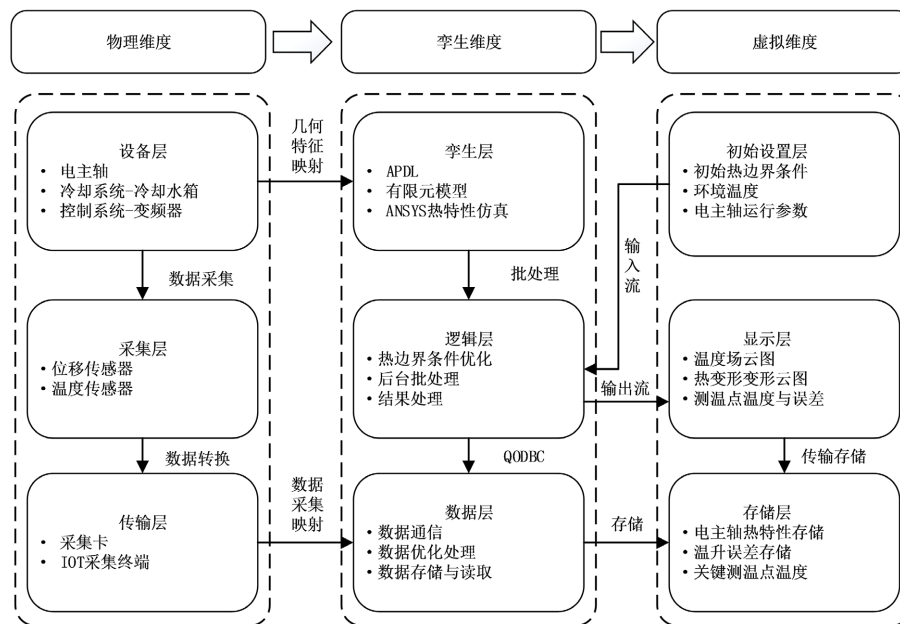 物理维度
孪生维度
虚拟维度
设备层
• 电主轴
• 冷却系统-冷却水箱
• 控制系统-变频器
几何
特征
映射
孪生层
• APDL
• 有限元模型
• ANSYS热特性仿真
初始设置层
• 初始热边界条件
• 环境温度
• 电主轴运行参数
数据采集
批处理
输
入
流
采集层
• 位移传感器
• 温度传感器
逻辑层
• 热边界条件优化
• 后台批处理
• 结果处理
输出流
显示层
• 温度场云图
• 热变形变形云图
• 测温点温度与误差
数据转换
QODBC
传输存储
传输层
• 采集卡
• IOT采集终端
数据
采集
映射
数据层
• 数据通信
• 数据优化处理
• 数据存储与读取
存储
存储层
• 电主轴热特性存储
• 温升误差存储
• 关键测温点温度